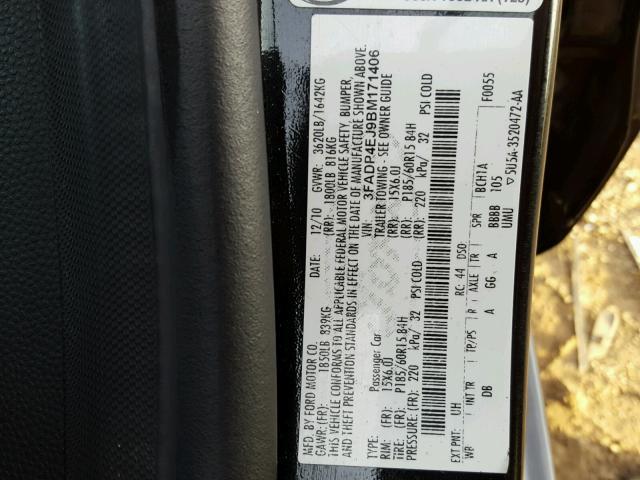 MFD. BY FORD MOTOR CO.
DATE: 12/10 GVWR: 3620LB/1642KG
GAWR:(FR): 1850LB 839KG (RR): 1800LB 816KG
THIS VEHICLE CONFORMS TO ALL APPLICABLE FEDERAL MOTOR VEHICLE SAFETY, BUMPER,
AND THEFT PREVENTION STANDARDS IN EFFECT ON THE DATE OF MANUFACTURE SHOWN ABOVE.
VIN: 3FADP4EJ9BM171406
TYPE: Passenger Car TRAILER TOWING - SEE OWNER GUIDE
RIM: (FR): 15X6.0J (RR): 15X6.0J
TIRE: (FR): P185/60R15 84H (RR): P185/60R15 84H
PRESSURE:(FR): 220 kPa/ 32 PSI COLD (RR): 220 kPa/ 32 PSI COLD
EXT PNT: UH RC: 44 DSO: BCH1A F0055
WB INT TR TP/PS R AXLE TR SPR
DB A GG A BBBB 105
UMU 5U5A-3520472-AA